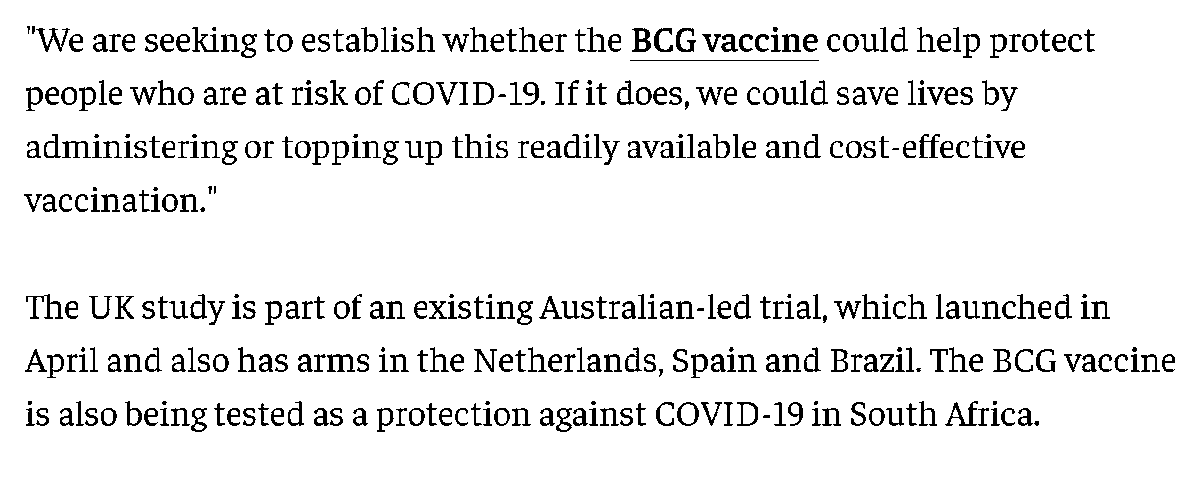 "We are seeking to establish whether the BCG vaccine could help protect
people who are at risk of COVID-19. If it does, we could save lives by
administering or topping up this readily available and cost-effective
vaccination."
The UK study is part of an existing Australian-led trial, which launched in
April and also has arms in the Netherlands, Spain and Brazil. The BCG vaccine
is also being tested as a protection against COVID-19 in South Africa.